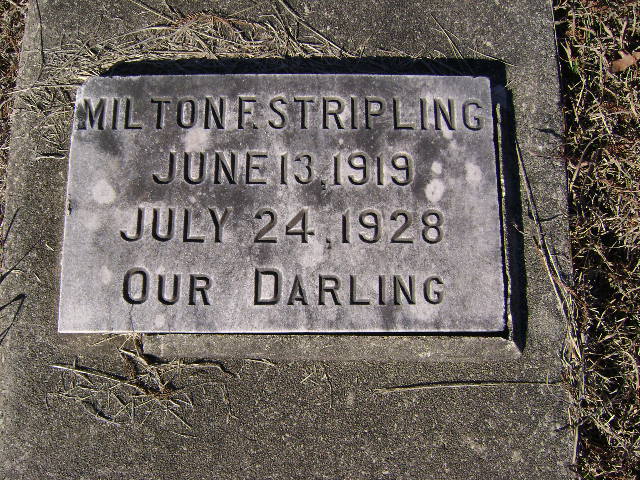 MILTON F. STRIPLING
JUNE 13, 1919
JULY 24, 1928
OUR DARLING